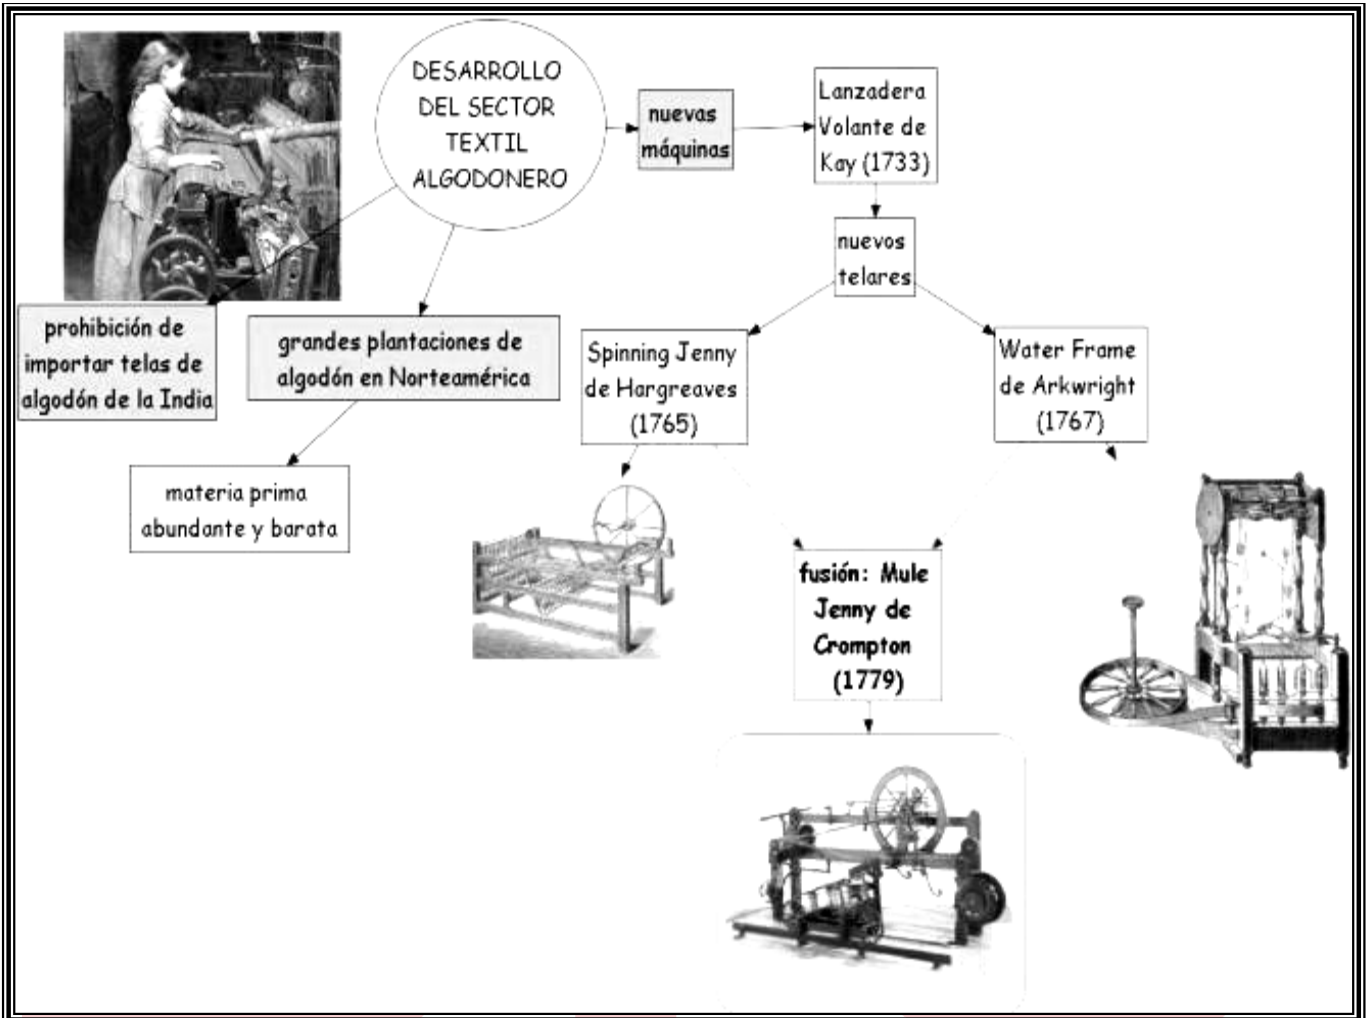 DESARROLLO
DEL SECTOR
TEXTIL
ALGODONERO
nuevas
máquinas
Lanzadera
Volante de
Kay (1733)
nuevos
telares
prohibición de
importar telas de
algodón de la India
grandes plantaciones de
algodón en Norteamérica
Spinning Jenny
de Hargreaves
(1765)
Water Frame
de Arkwright
(1767)
materia prima
abundante y barata
fusión: Mule
Jenny de
Crompton
(1779)